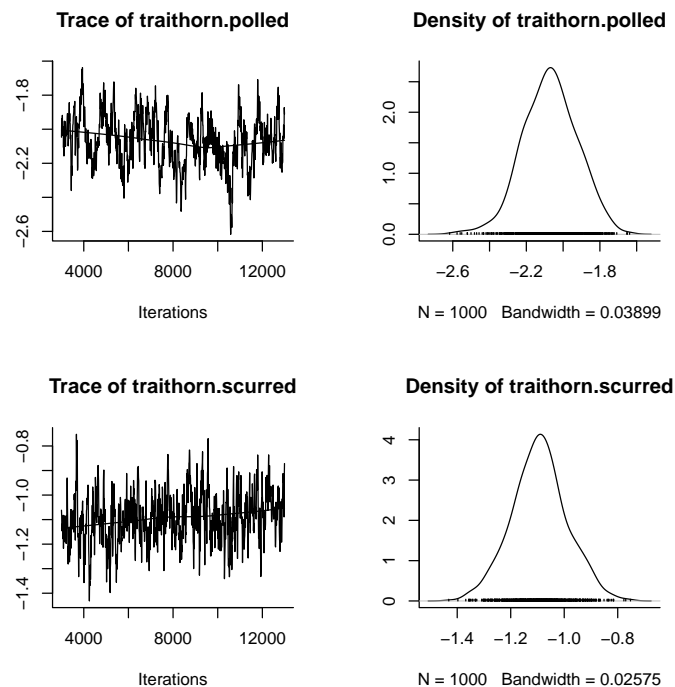 Trace of traithorn.polled
−1.8
−2.2
−2.6
4000 8000 12000
Iterations
Density of traithorn.polled
2.0
1.0
0.0
−2.6 −2.2 −1.8
N = 1000 Bandwidth = 0.03899
Trace of traithorn.scurred
−0.8
−1.0
−1.2
−1.4
4000 8000 12000
Iterations
Density of traithorn.scurred
4
3
2
1
0
−1.4 −1.2 −1.0 −0.8
N = 1000 Bandwidth = 0.02575